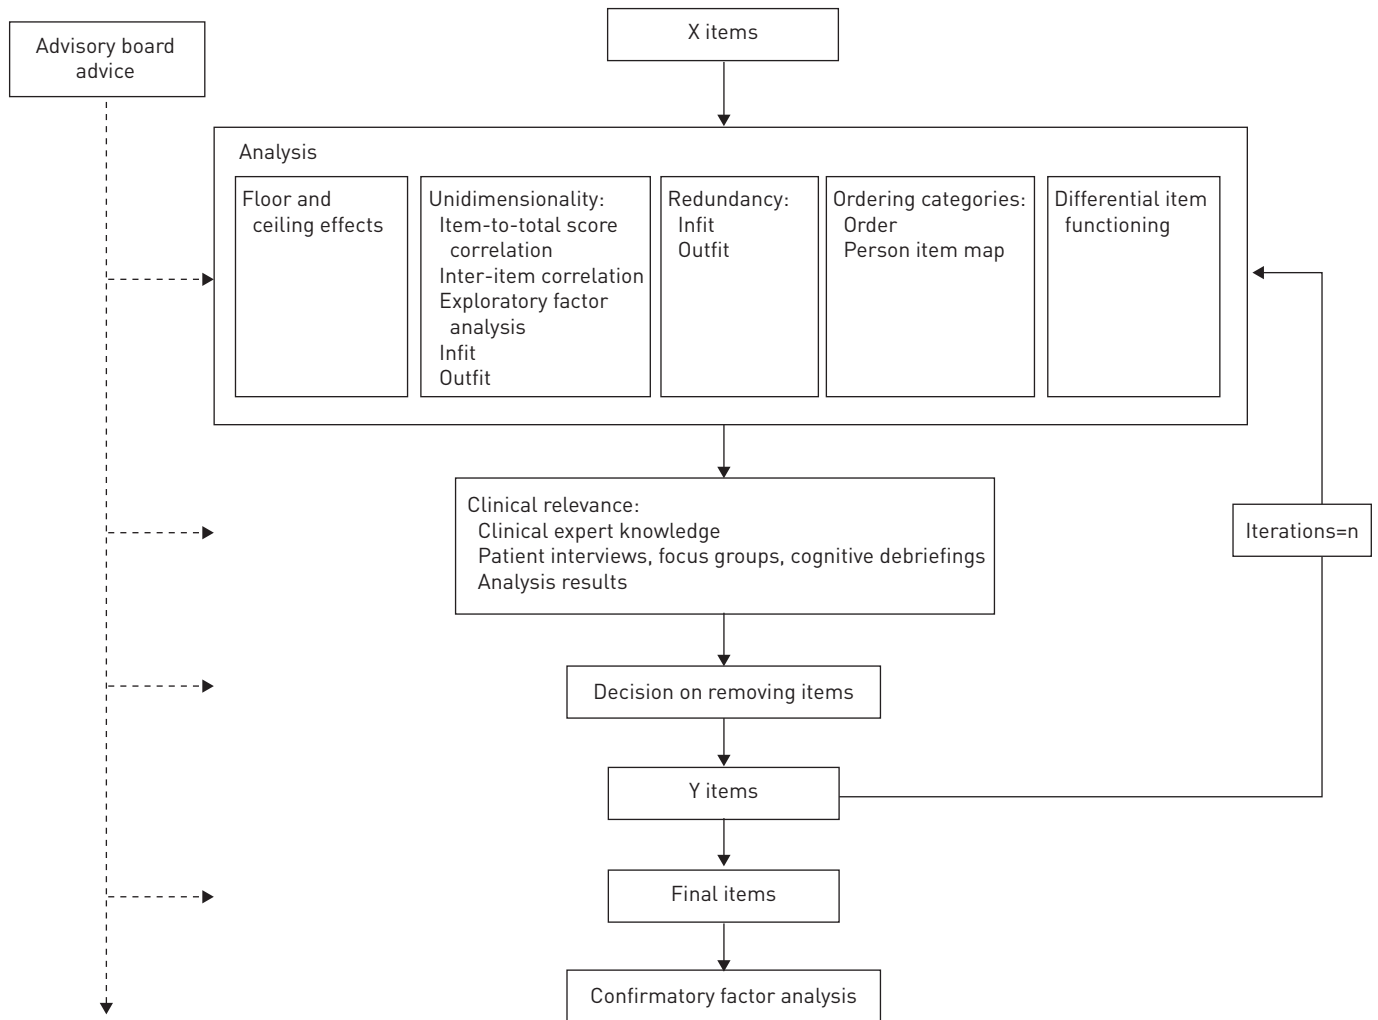 Advisory board
advice
X items
Analysis
Floor and
ceiling effects
Unidimensionality:
Item-to-total score
correlation
Inter-item correlation
Exploratory factor
analysis
Infit
Outfit
Redundancy:
Infit
Outfit
Ordering categories:
Order
Person item map
Differential item
functioning
Clinical relevance:
Clinical expert knowledge
Patient interviews, focus groups, cognitive debriefings
Analysis results
Iterations=n
Decision on removing items
Y items
Final items
Confirmatory factor analysis